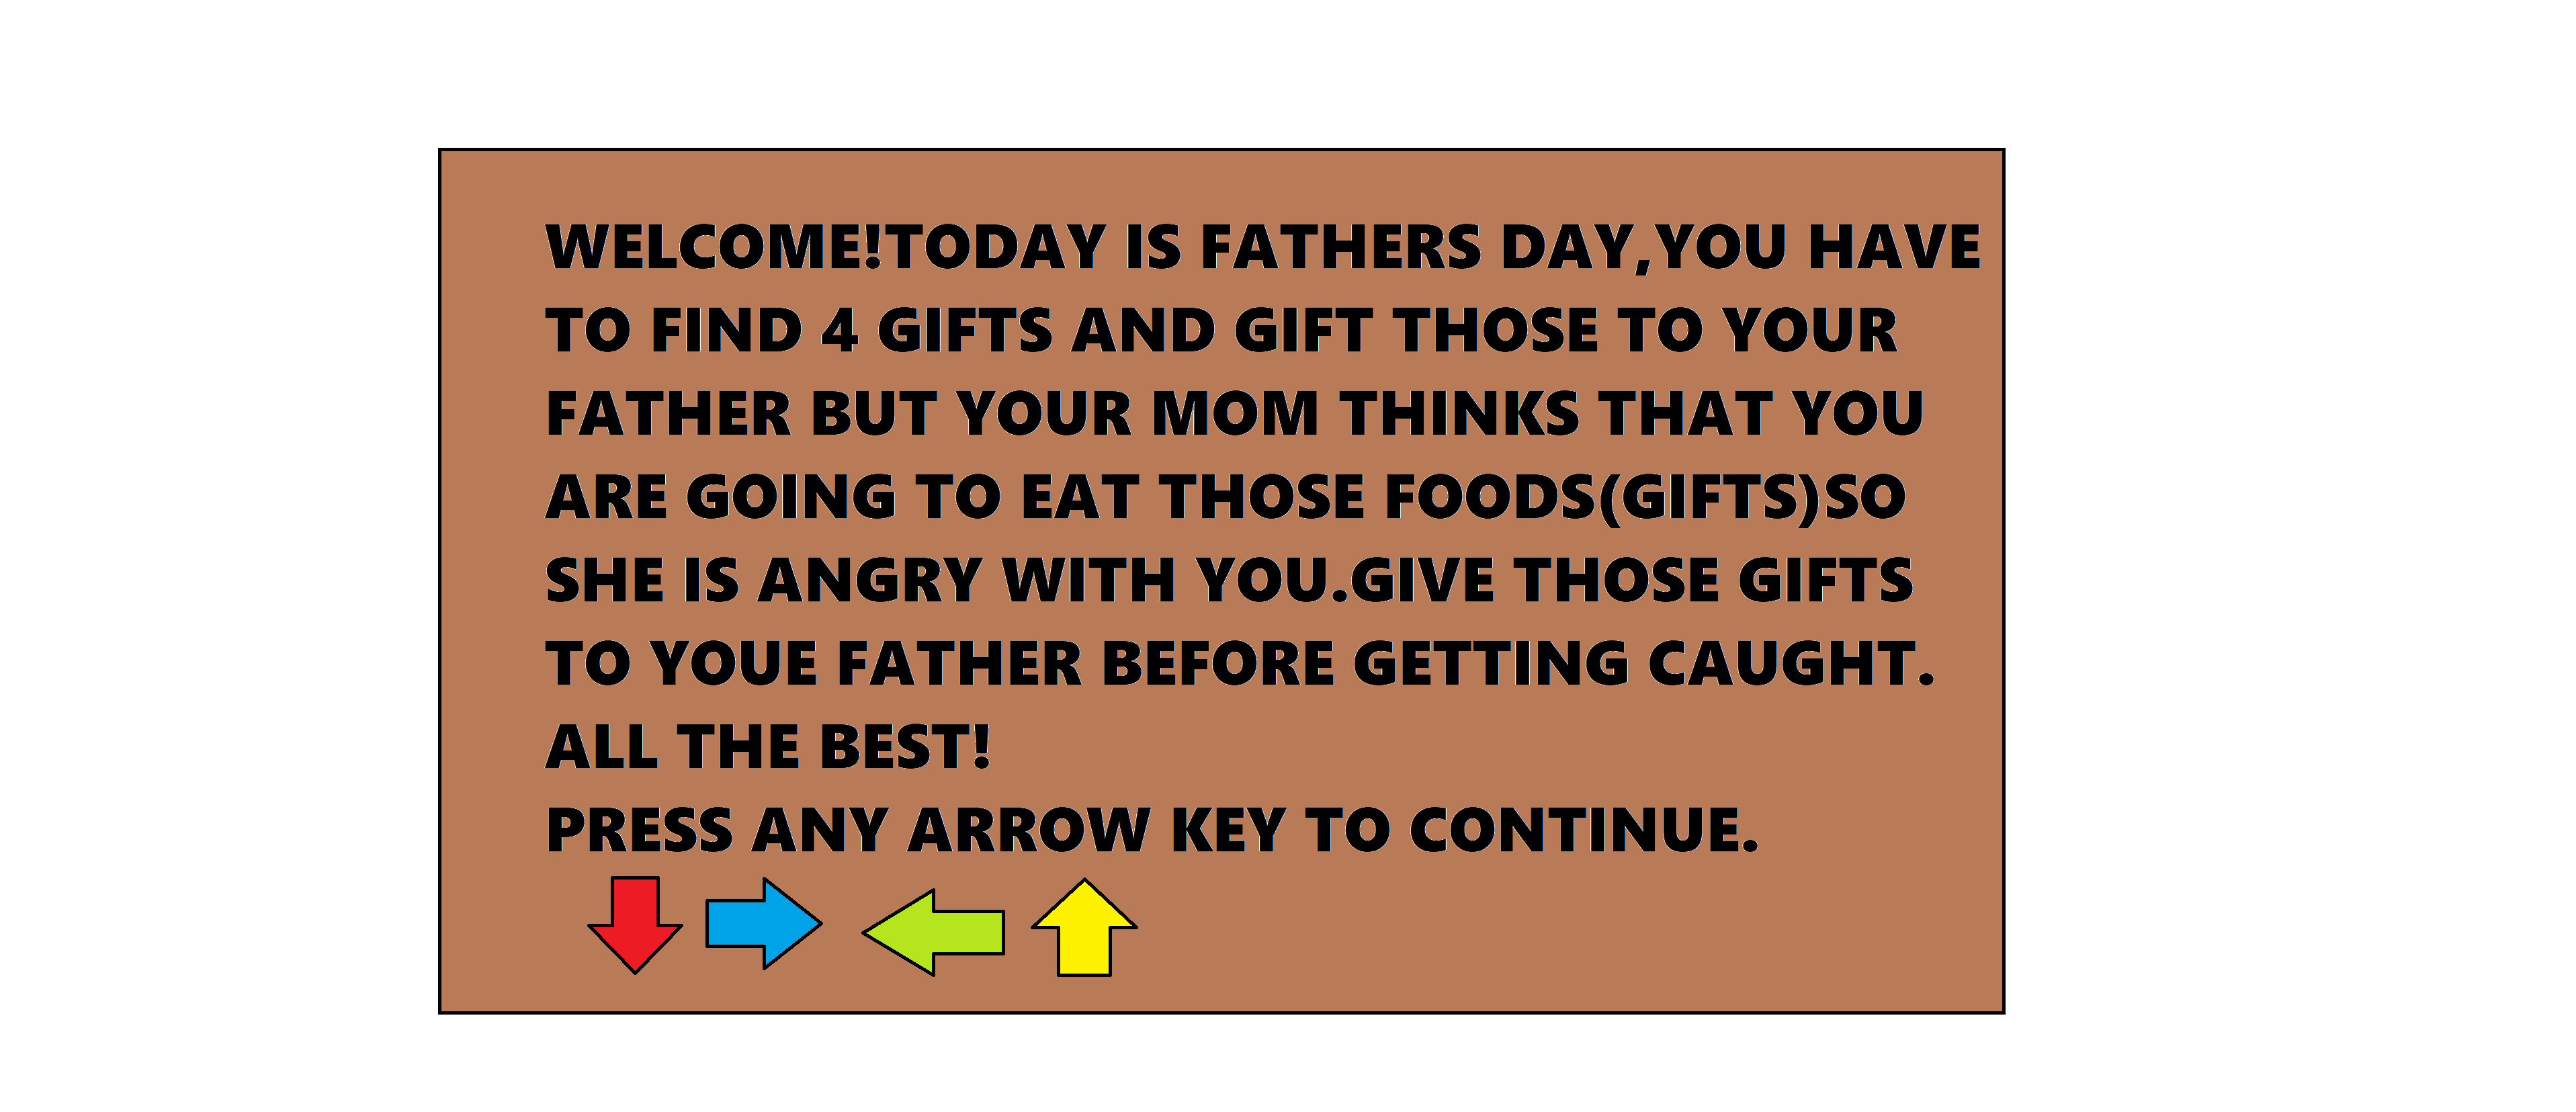 WELCOME!TODAY IS FATHERS DAY,YOU HAVE
TO FIND 4 GIFTS AND GIFT THOSE TO YOUR
FATHER BUT YOUR MOM THINKS THAT YOU
ARE GOING TO EAT THOSE FOODS(GIFTS)SO
SHE IS ANGRY WITH YOU.GIVE THOSE GIFTS
TO YOUE FATHER BEFORE GETTING CAUGHT.
ALL THE BEST!
PRESS ANY ARROW KEY TO CONTINUE.